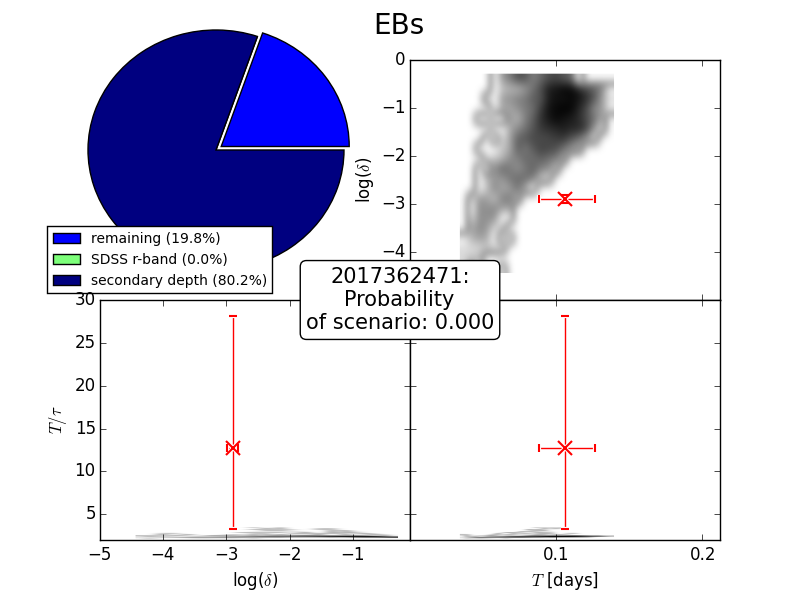 EBs
0
−1
−2
−3
−4
log(δ)
remaining (19.8%)
SDSS r-band (0.0%)
secondary depth (80.2%)
2017362471:
Probability
of scenario: 0.000
30
25
20
15
10
5
T/τ
−5 −4 −3 −2 −1
log(δ)
0.1 0.2
T [days]